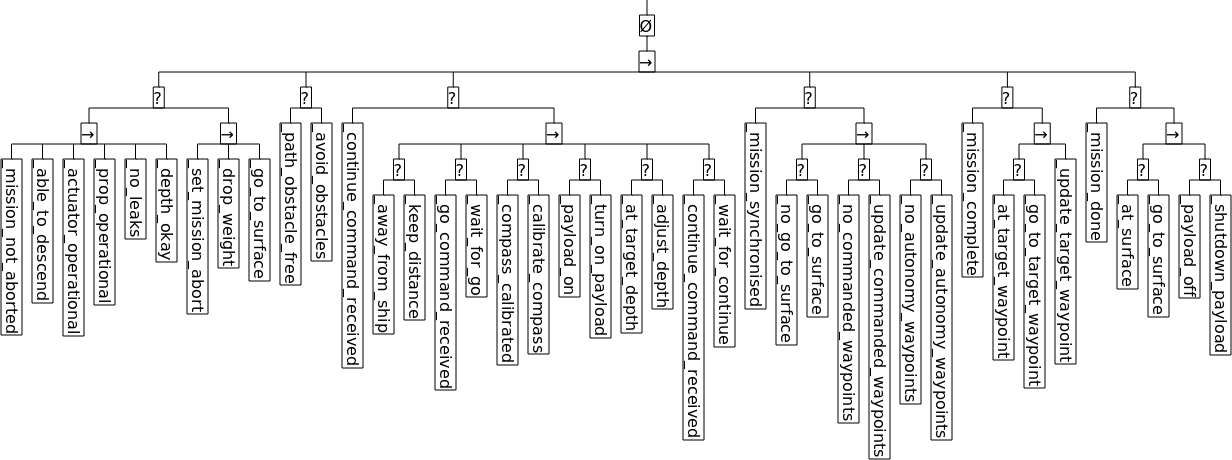 Ø
→
?
?
?
?
?
?
→
→
path_obstacle_free
avoid_obstacles
continue_command_received
→
mission_synchronised
→
mission_complete
→
mission_done
→
mission_not_aborted
able_to_descend
actuator_operational
prop_operational
no_leaks
depth_okay
set_mission_abort
drop_weight
go_to_surface
?
?
?
?
?
?
?
?
?
?
update_target_waypoint
?
?
away_from_ship
keep_distance
go_command_received
wait_for_go
compass_calibrated
calibrate_compass
payload_on
turn_on_payload
at_target_depth
adjust_depth
continue_command_received
wait_for_continue
no_go_to_surface
go_to_surface
no_commanded_waypoints
update_commanded_waypoints
no_autonomy_waypoints
update_autonomy_waypoints
at_target_waypoint
go_to_target_waypoint
at_surface
go_to_surface
payload_off
shutdown_payload